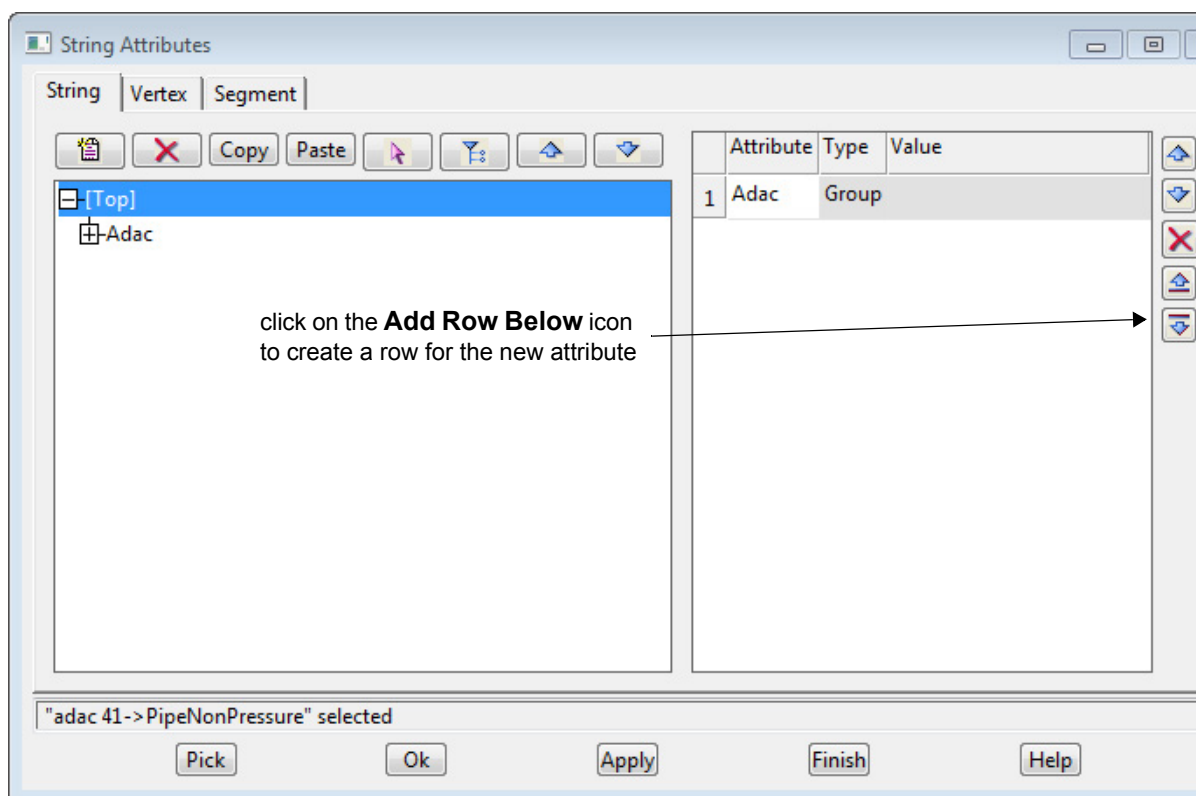 String Attributes
String Vertex Segment
Copy Paste
Attribute Type Value
[Top]
1 Adac Group
Adac
click on the Add Row Below icon
to create a row for the new attribute
"adac 41->PipeNonPressure" selected
Pick Ok Apply Finish Help